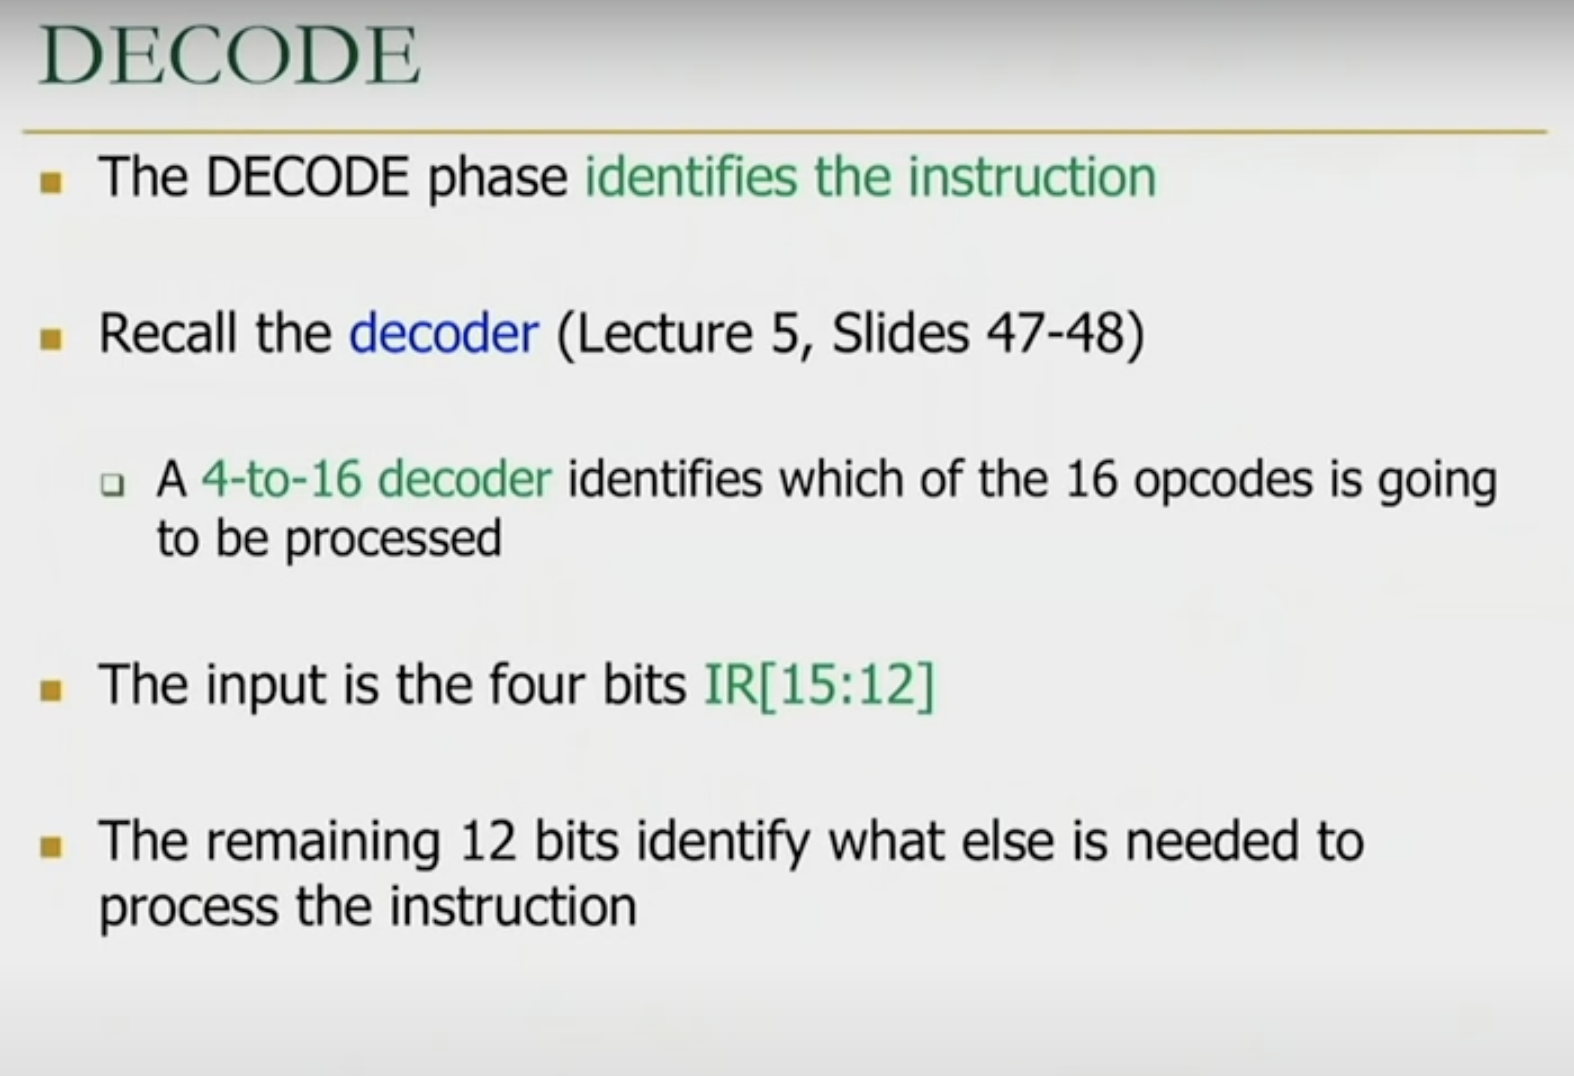 DECODE
The DECODE phase identifies the instruction
Recall the decoder (Lecture 5, Slides 47-48)
A 4-to-16 decoder identifies which of the 16 opcodes is going
to be processed
The input is the four bits IR[15:12]
The remaining 12 bits identify what else is needed to
process the instruction